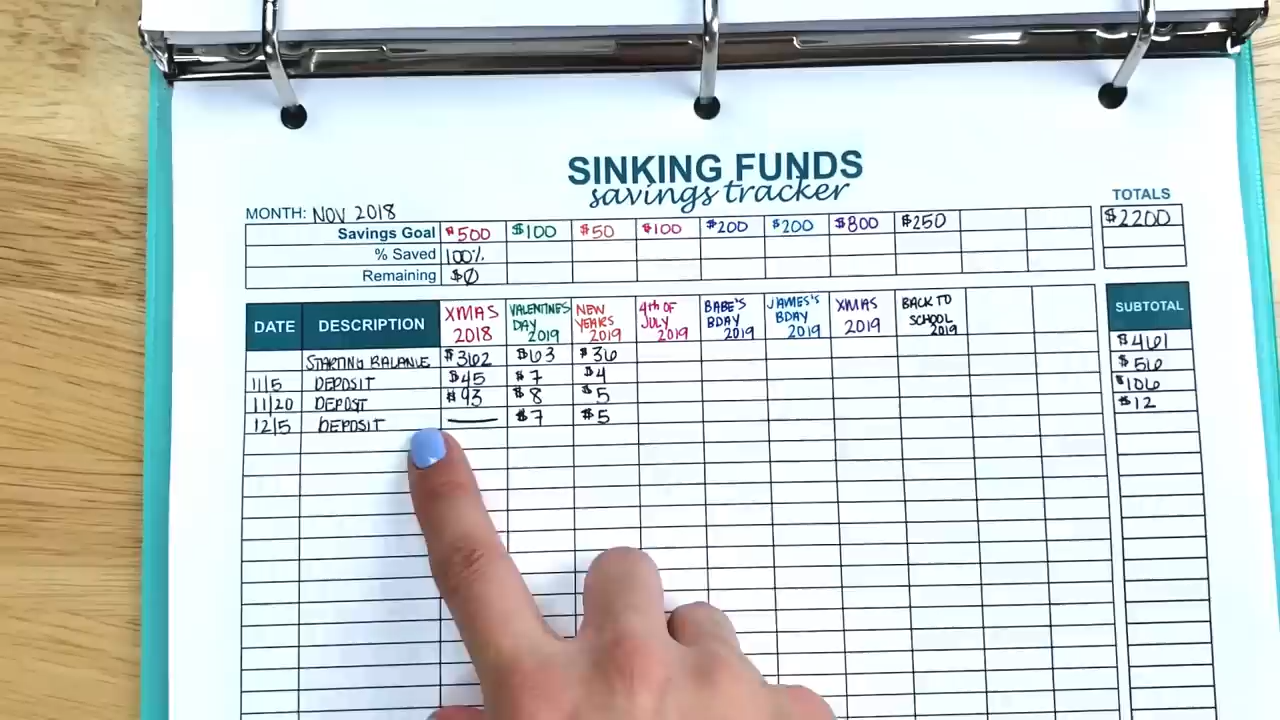 SINKING FUNDS
savings tracker
TOTALS
MONTH: NOV 2018
Savings Goal $500 $100 $50 $100 $200 $200 $800 $250 $2200
% Saved 100%
Remaining $0
DATE DESCRIPTION XMAS 2018 VALENTINES DAY 2019 NEW YEARS 2019 4th OF JULY 2019 BABE'S BDAY 2019 JAMES'S BDAY 2019 XMAS 2019 BACK TO SCHOOL 2019 SUBTOTAL
STARTING BALANCE $362 $63 $36 $461
11/5 DEPOSIT $45 $7 $4 $56
11/20 DEPOSIT $93 $8 $5 $106
12/5 DEPOSIT — $7 $5 $12